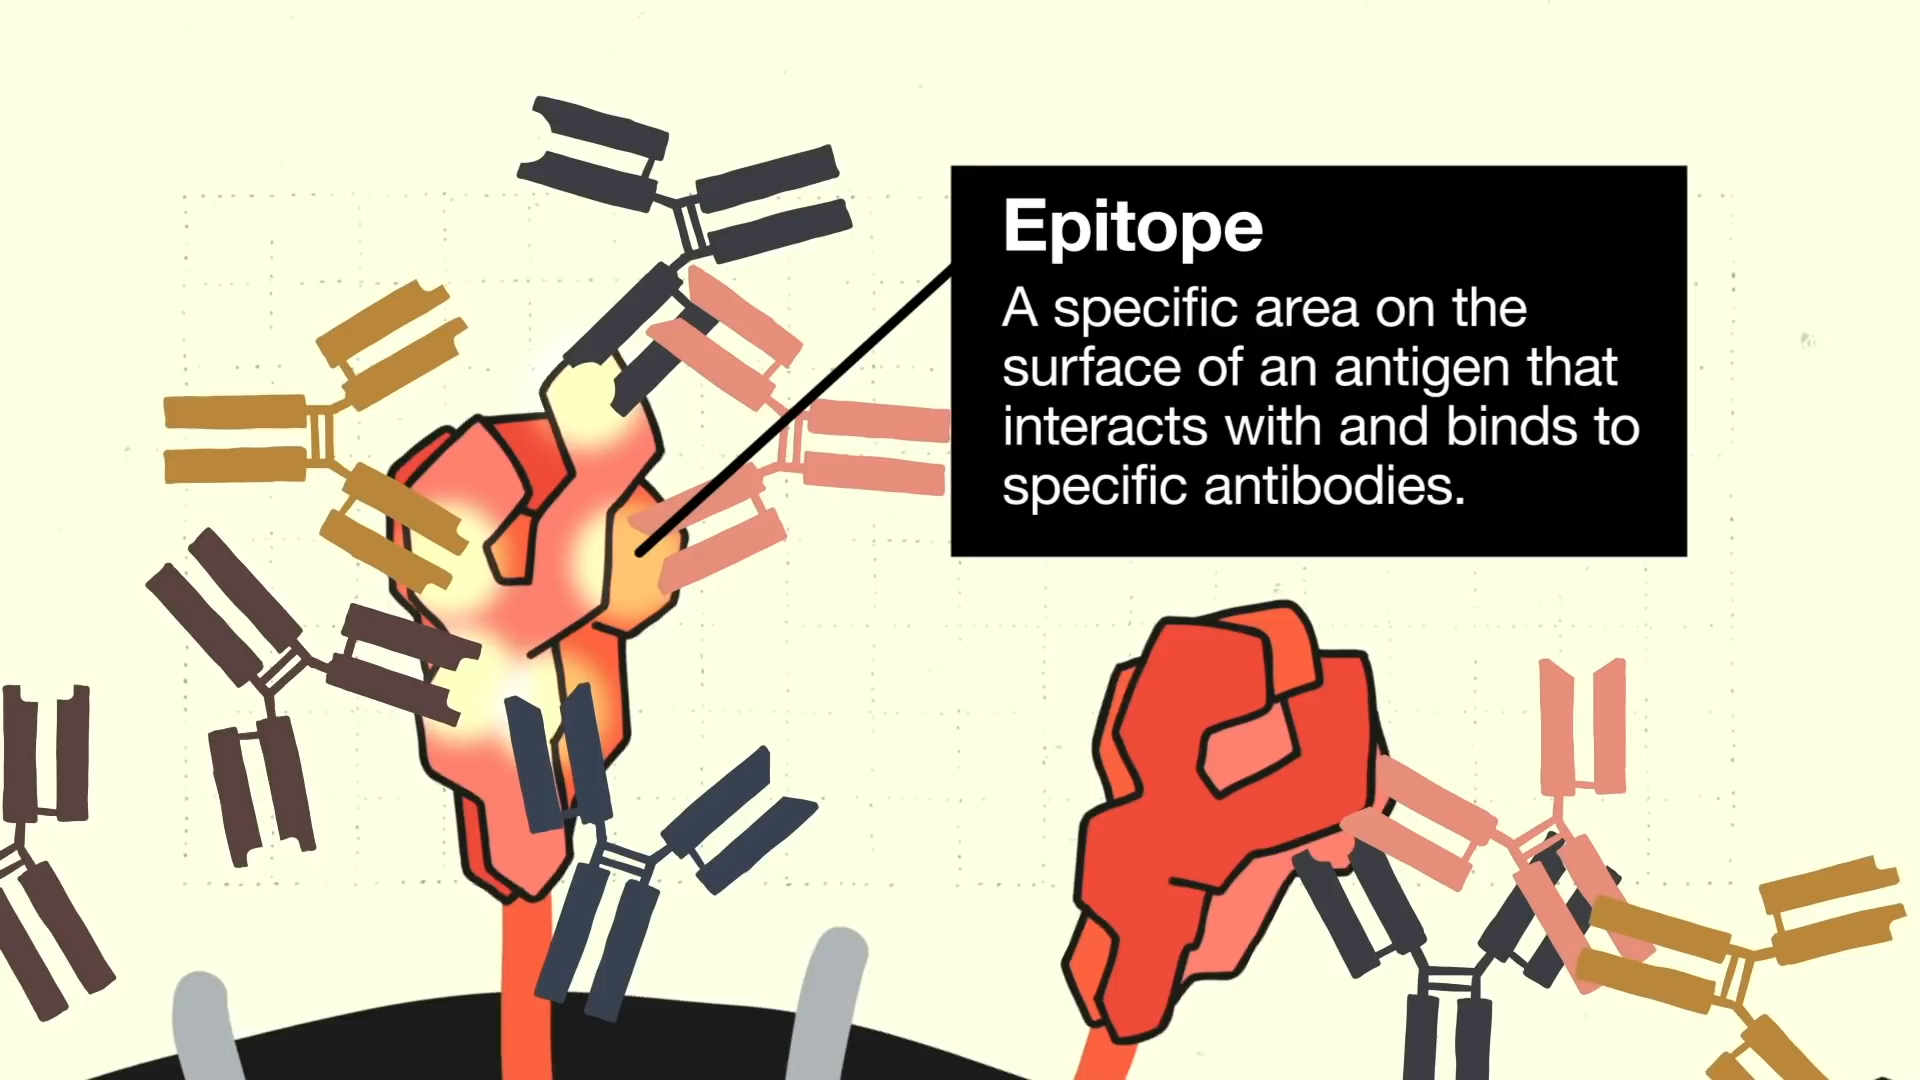 Epitope
A specific area on the
surface of an antigen that
interacts with and binds to
specific antibodies.